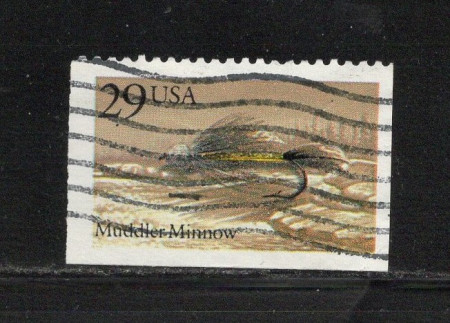 29 USA
Muddler Minnow